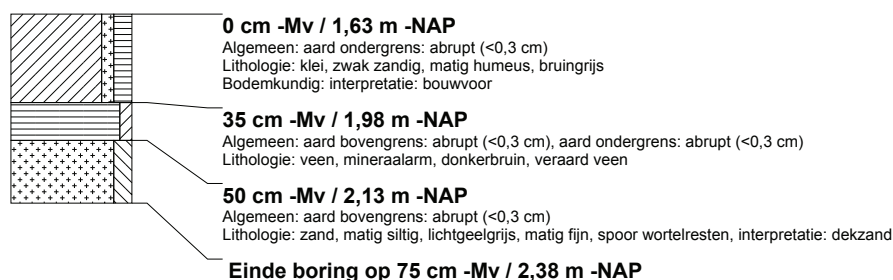 0 cm -Mv / 1,63 m -NAP
Algemeen: aard ondergrens: abrupt (<0,3 cm)
Lithologie: klei, zwak zandig, matig humeus, bruingrijs
Bodemkundig: interpretatie: bouwvoor
35 cm -Mv / 1,98 m -NAP
Algemeen: aard bovengrens: abrupt (<0,3 cm), aard ondergrens: abrupt (<0,3 cm)
Lithologie: veen, mineraalarm, donkerbruin, veraard veen
50 cm -Mv / 2,13 m -NAP
Algemeen: aard bovengrens: abrupt (<0,3 cm)
Lithologie: zand, matig siltig, lichtgeelgrijs, matig fijn, spoor wortelresten, interpretatie: dekzand
Einde boring op 75 cm -Mv / 2,38 m -NAP